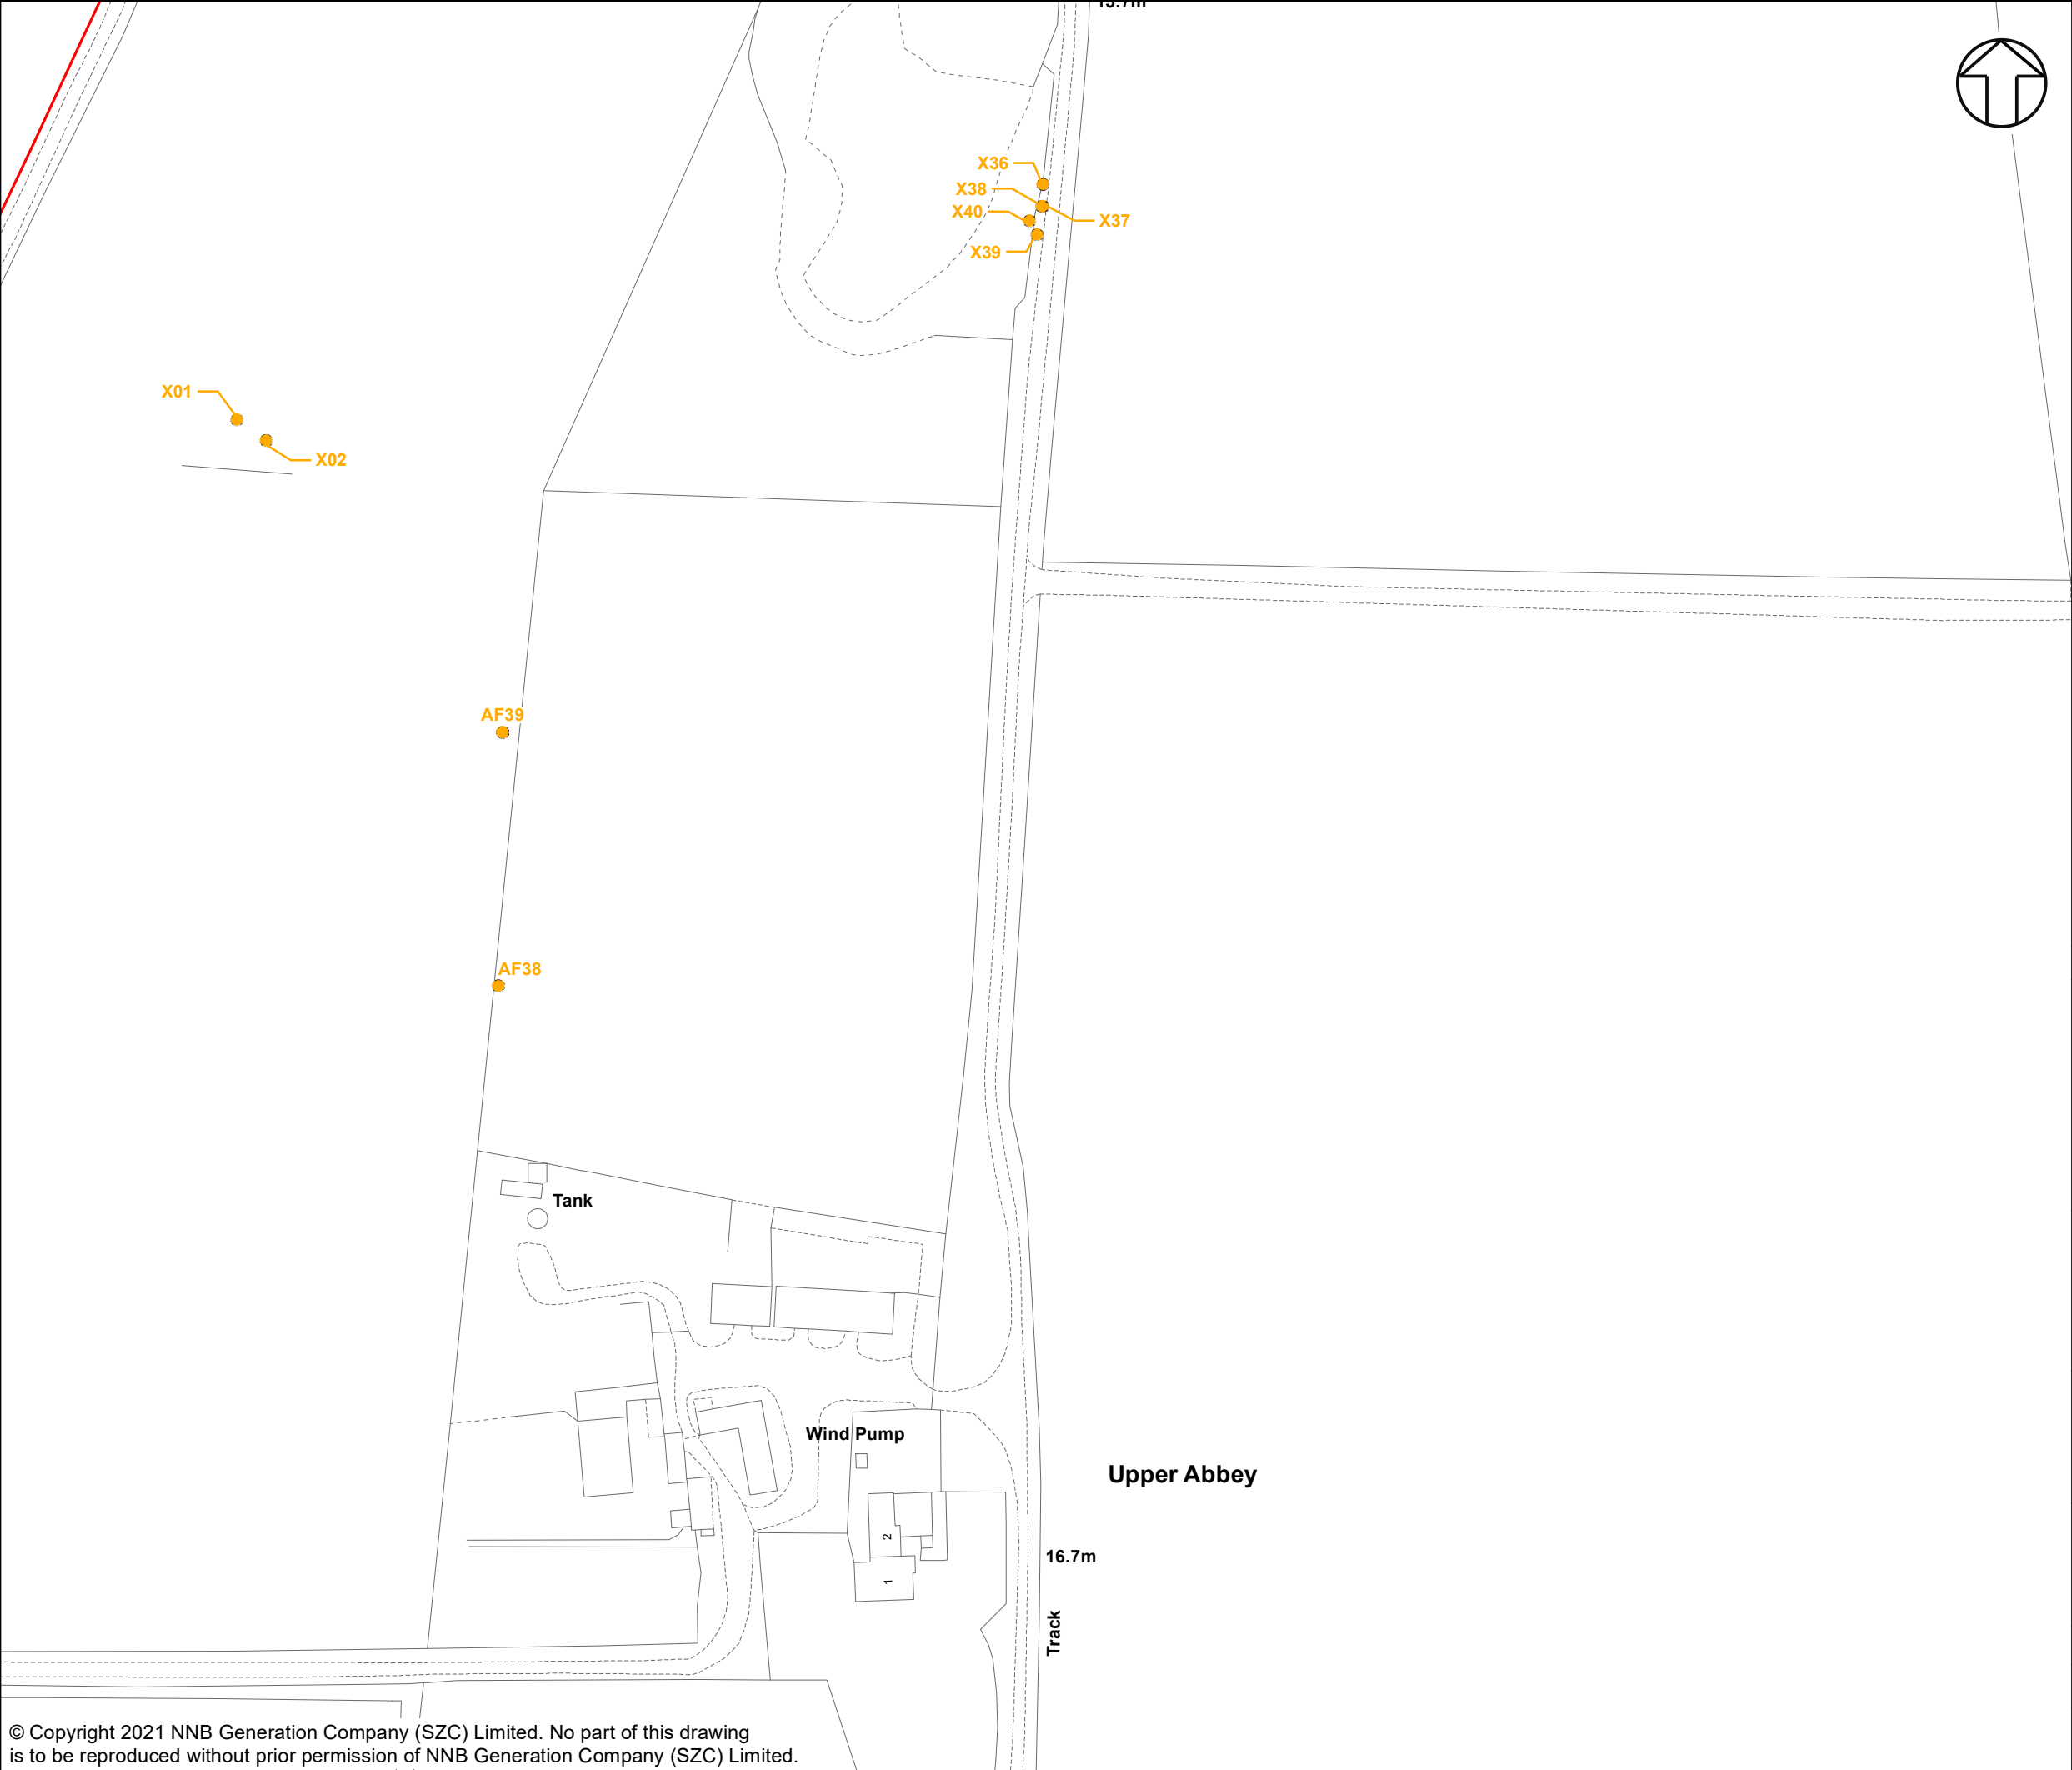 15.7m
X36
X38
X40
X37
X39
X01
X02
AF39
AF38
Tank
Wind Pump
Upper Abbey
2
16.7m
1
Track
© Copyright 2021 NNB Generation Company (SZC) Limited. No part of this drawing
is to be reproduced without prior permission of NNB Generation Company (SZC) Limited.